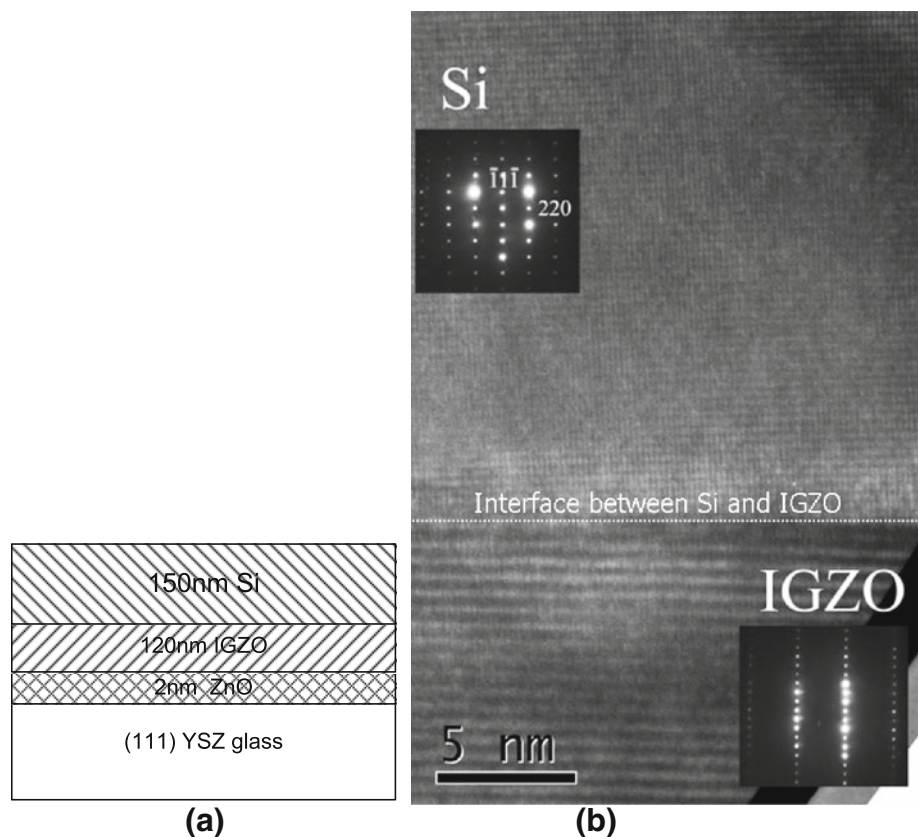 150nm Si
120nm IGZO
2nm ZnO
(111) YSZ glass
(a)
Si
1̅11̅
220
Interface between Si and IGZO
IGZO
5 nm
(b)